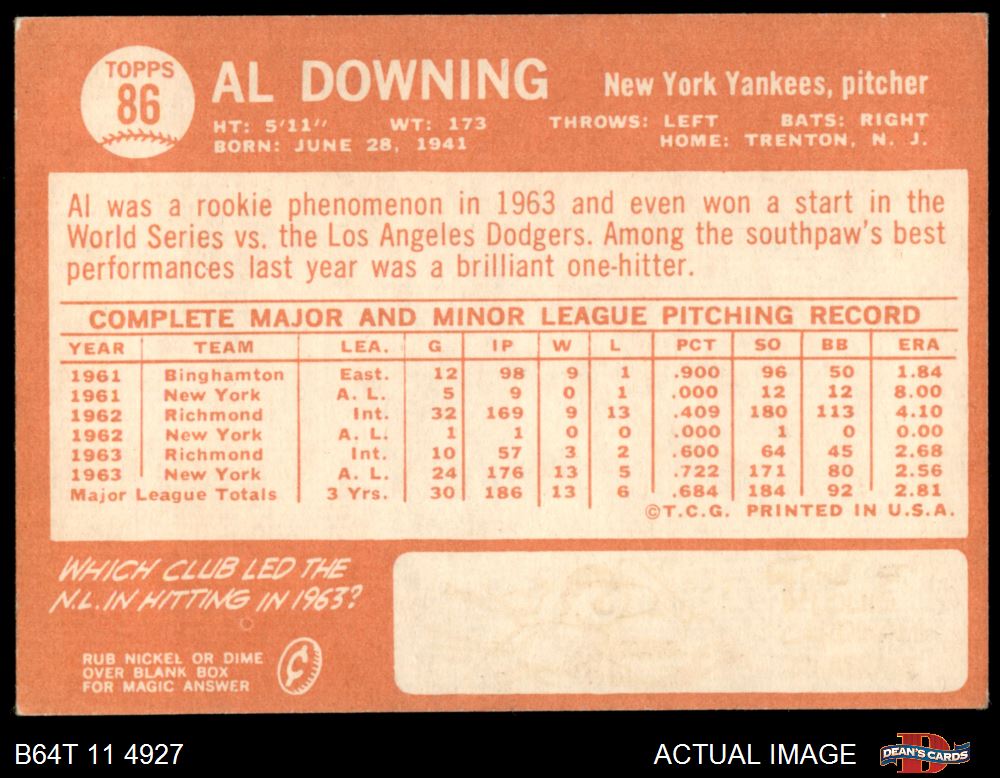 TOPPS
86
AL DOWNING
New York Yankees, pitcher
HT: 5'11" WT: 173 THROWS: LEFT BATS: RIGHT
BORN: JUNE 28, 1941 HOME: TRENTON, N. J.
Al was a rookie phenomenon in 1963 and even won a start in the
World Series vs. the Los Angeles Dodgers. Among the southpaw's best
performances last year was a brilliant one-hitter.
COMPLETE MAJOR AND MINOR LEAGUE PITCHING RECORD
YEAR TEAM LEA. G IP W L PCT SO BB ERA
1961 Binghamton East. 12 98 9 1 .900 96 50 1.84
1961 New York A. L. 5 9 0 1 .000 12 12 8.00
1962 Richmond Int. 32 169 9 13 .409 180 113 4.10
1962 New York A. L. 1 1 0 0 .000 1 0 0.00
1963 Richmond Int. 10 57 3 2 .600 64 45 2.68
1963 New York A. L. 24 176 13 5 .722 171 80 2.56
Major League Totals 3 Yrs. 30 186 13 6 .684 184 92 2.81
©T.C.G. PRINTED IN U.S.A.
WHICH CLUB LED THE
N.L. IN HITTING IN 1963?
RUB NICKEL OR DIME
OVER BLANK BOX
FOR MAGIC ANSWER
¢
B64T 11 4927
ACTUAL IMAGE
D
DEAN'S CARDS